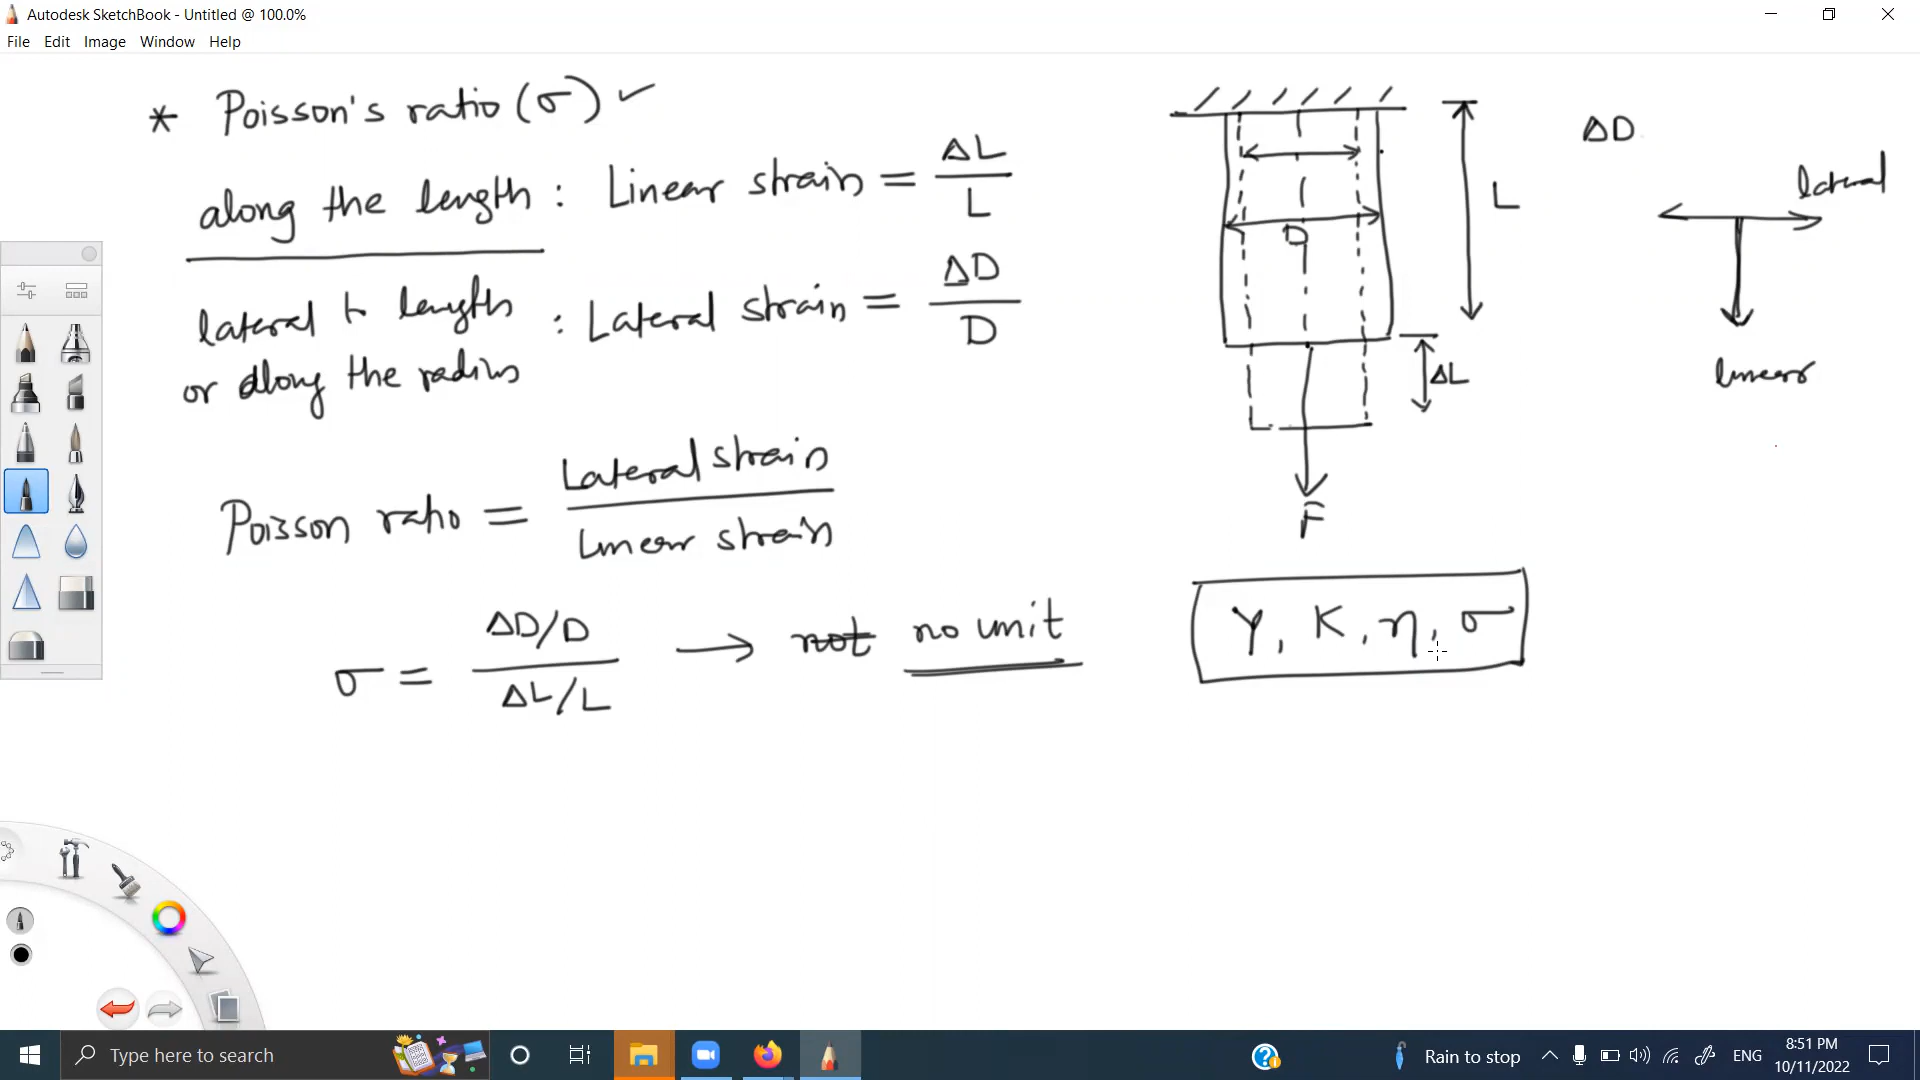 Autodesk SketchBook - Untitled @ 100.0%
File Edit Image Window Help
* Poisson's ratio (σ) ✓
along the length : Linear strain = ΔL/L
lateral to length : Lateral strain = ΔD/D
or along the radius
Poisson ratio = Lateral strain / Linear strain
σ = ΔD/D / ΔL/L → not no unit
D
L
ΔL
F
ΔD
lateral
linear
Y, K, η, σ
Type here to search
Rain to stop
ENG
8:51 PM
10/11/2022